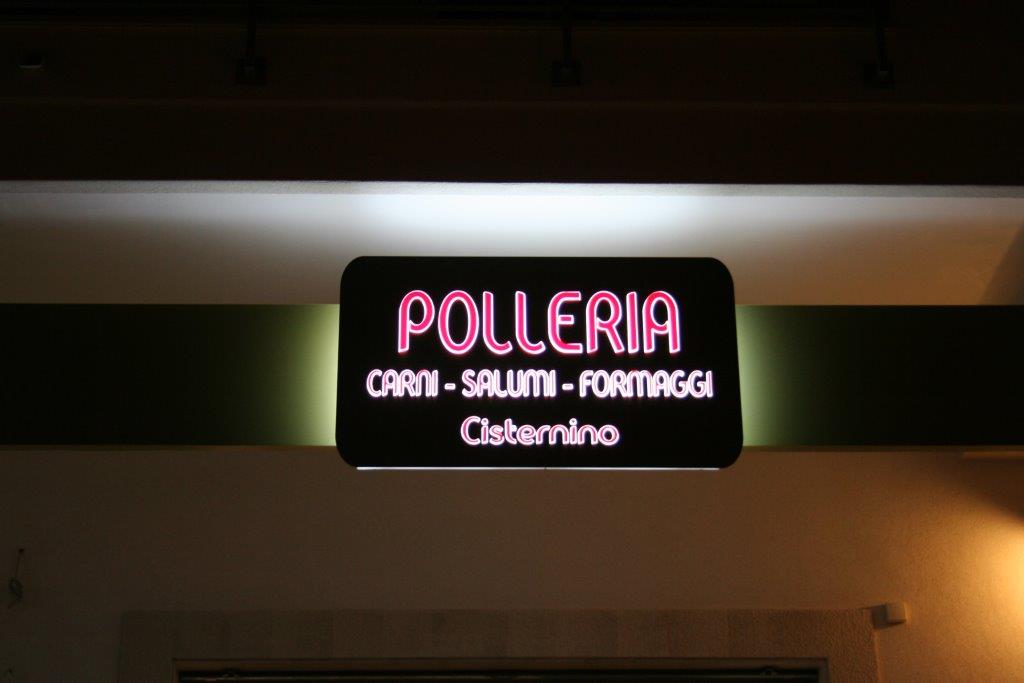 POLLERIA
CARNI - SALUMI - FORMAGGI
Cisternino